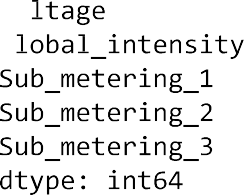 ltage
lobal_intensity
Sub_metering_1
Sub_metering_2
Sub_metering_3
dtype: int64